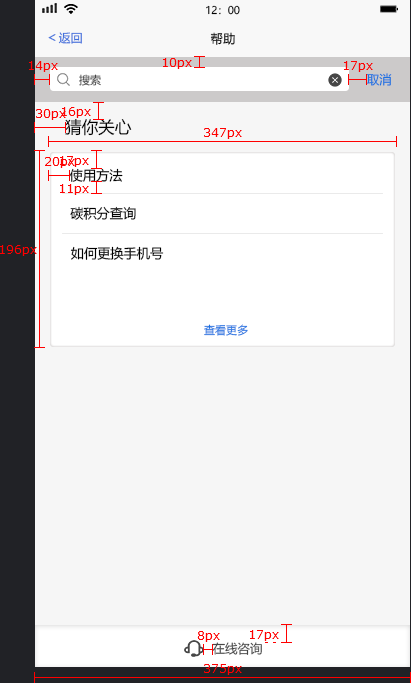 12：00
< 返回
帮助
10px
14px
17px
搜索
取消
16px
30px
猜你关心
347px
20px
17px
使用方法
11px
碳积分查询
196px
如何更换手机号
查看更多
8px
17px
在线咨询
375px